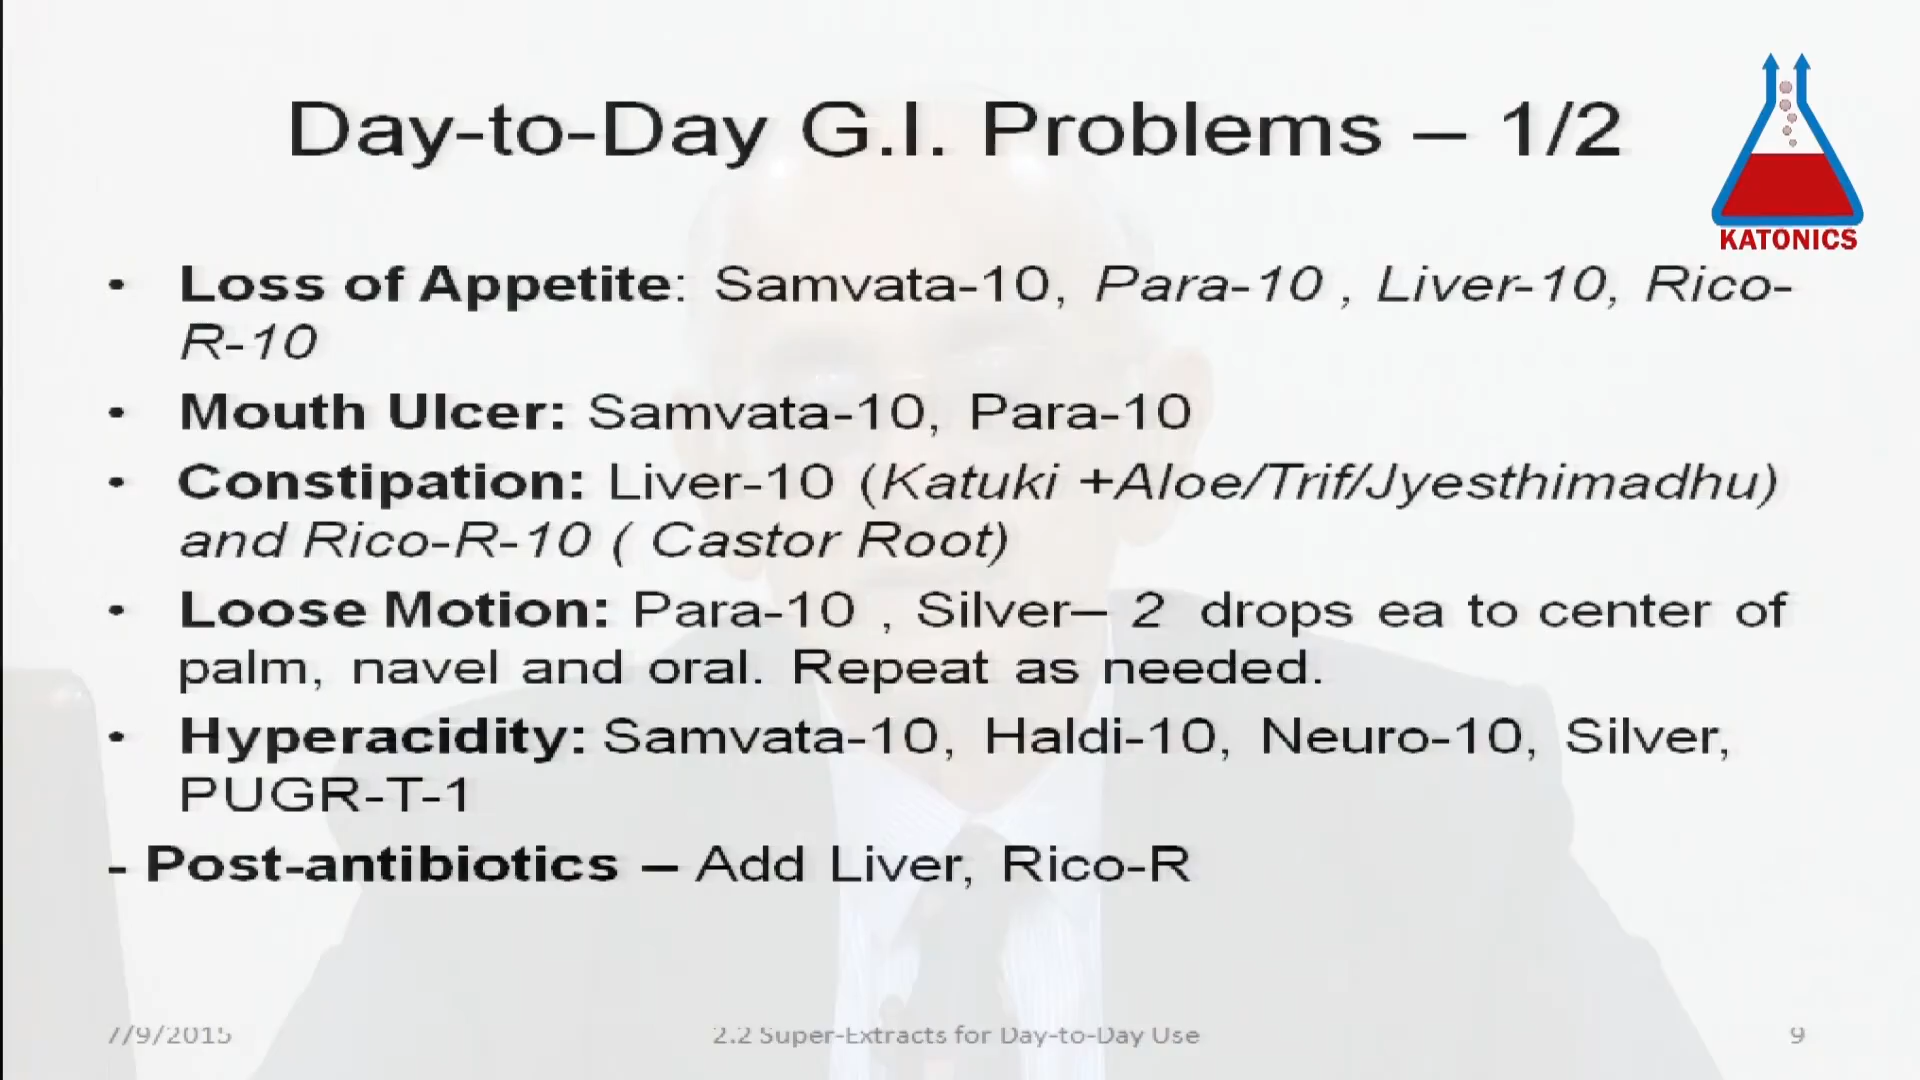 Day-to-Day G.I. Problems – 1/2
KATONICS
• Loss of Appetite: Samvata-10, Para-10 , Liver-10, Rico-
R-10
• Mouth Ulcer: Samvata-10, Para-10
• Constipation: Liver-10 (Katuki +Aloe/Trif/Jyesthimadhu)
and Rico-R-10 ( Castor Root)
• Loose Motion: Para-10 , Silver– 2 drops ea to center of
palm, navel and oral. Repeat as needed.
• Hyperacidity: Samvata-10, Haldi-10, Neuro-10, Silver,
PUGR-T-1
- Post-antibiotics – Add Liver, Rico-R
7/9/2015
2.2 Super-Extracts for Day-to-Day Use
9